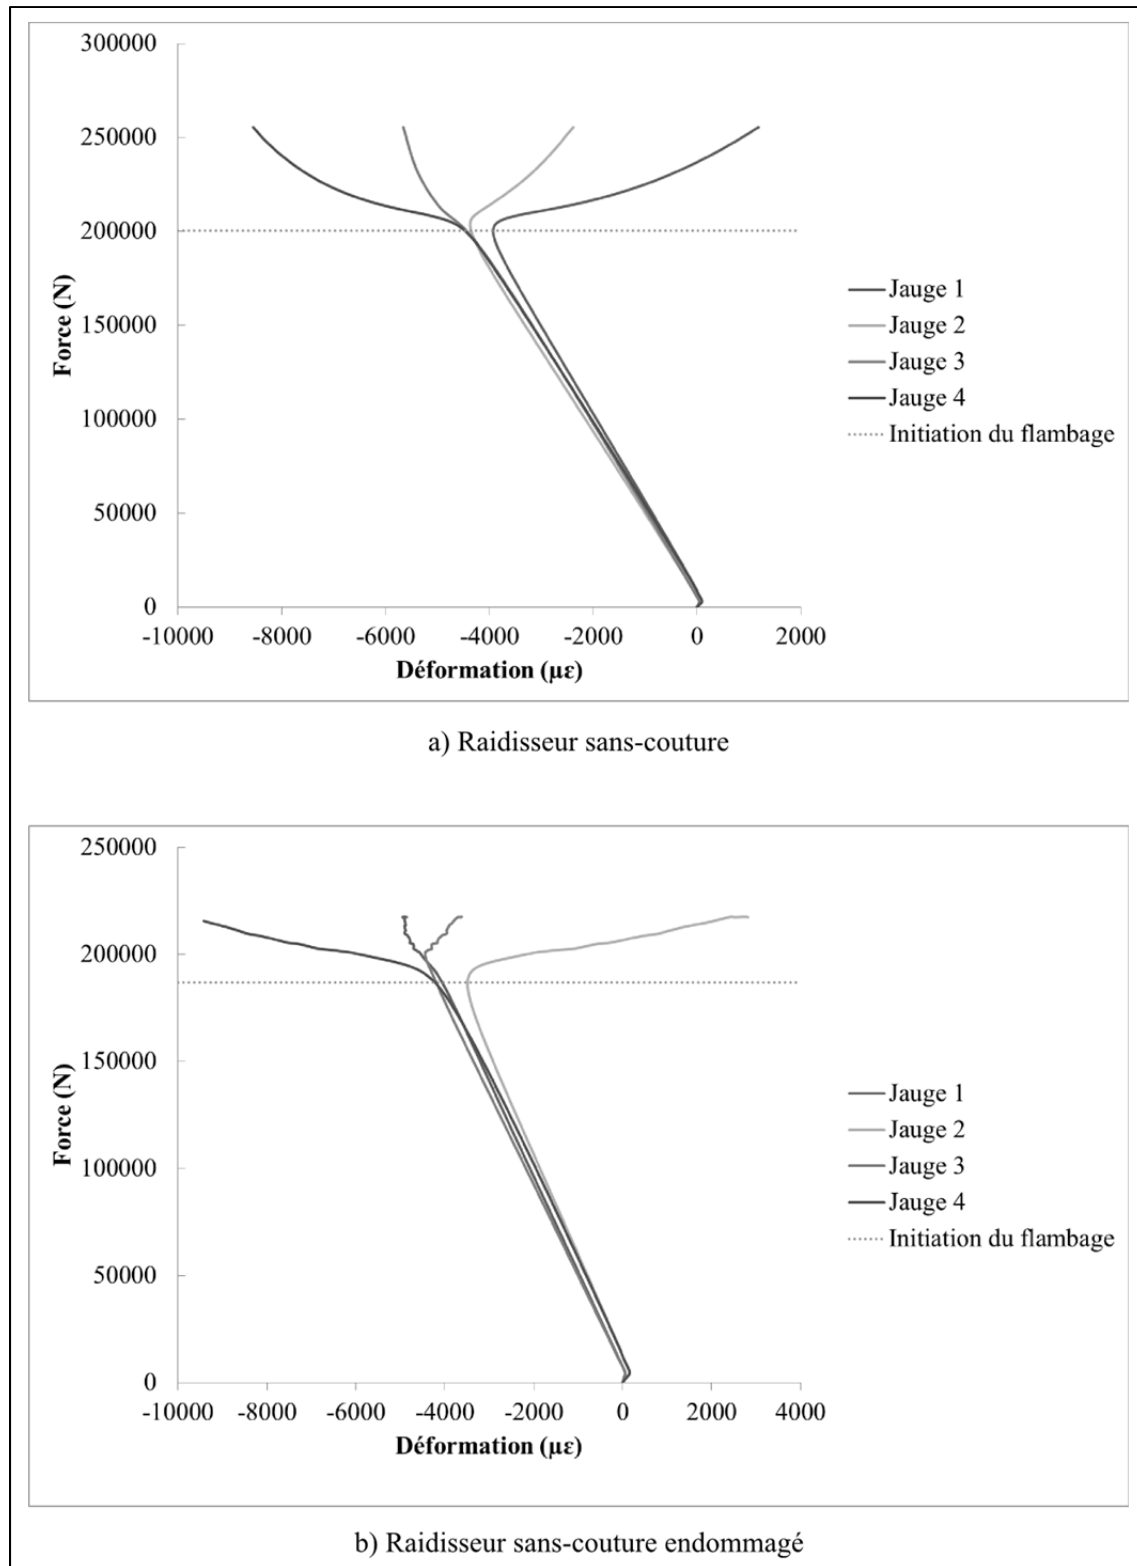 300000
250000
200000
150000
100000
50000
0
Force (N)
-10000 -8000 -6000 -4000 -2000 0 2000
Déformation (µε)
Jauge 1
Jauge 2
Jauge 3
Jauge 4
Initiation du flambage
a) Raidisseur sans-couture
250000
200000
150000
100000
50000
0
Force (N)
-10000 -8000 -6000 -4000 -2000 0 2000 4000
Déformation (µε)
Jauge 1
Jauge 2
Jauge 3
Jauge 4
Initiation du flambage
b) Raidisseur sans-couture endommagé